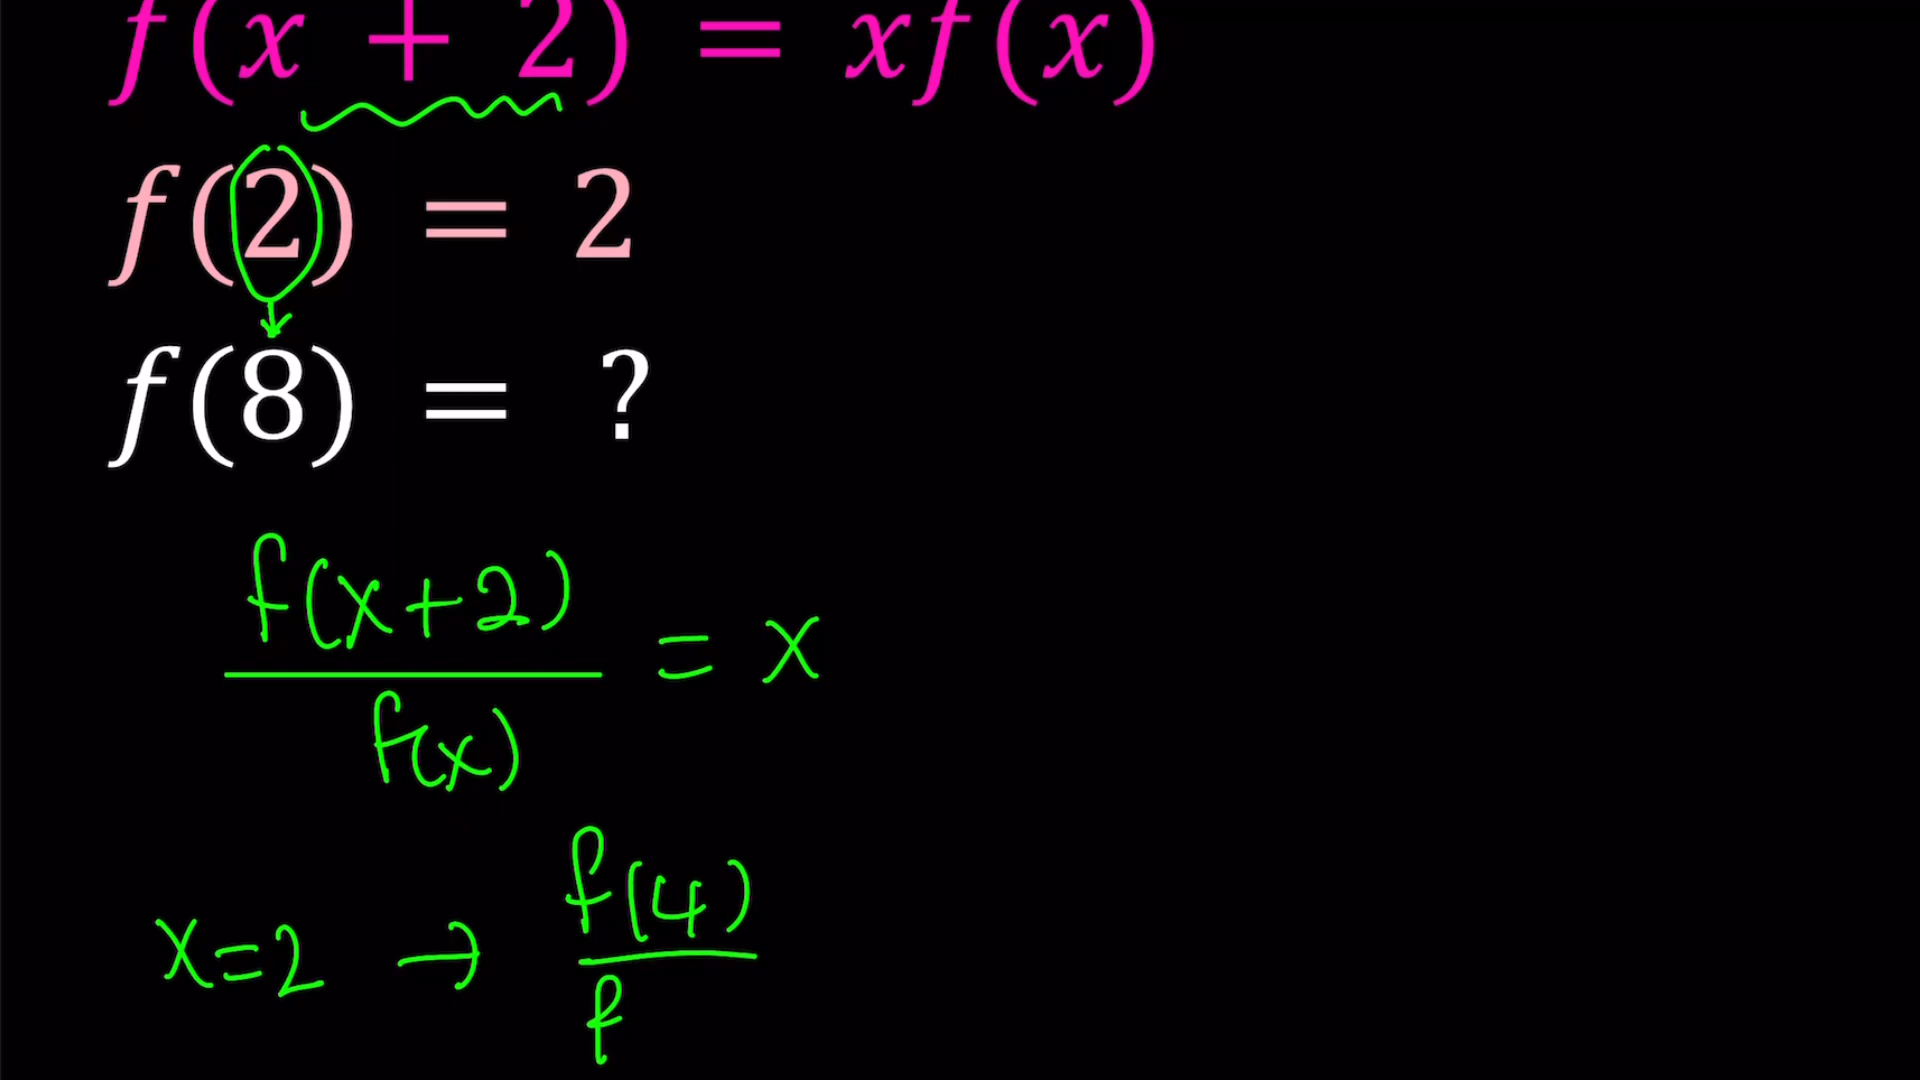 f(x + 2) = xf(x)
f(2) = 2
f(8) = ?
f(x+2)
f(x)
= x
x=2 → f(4)
f